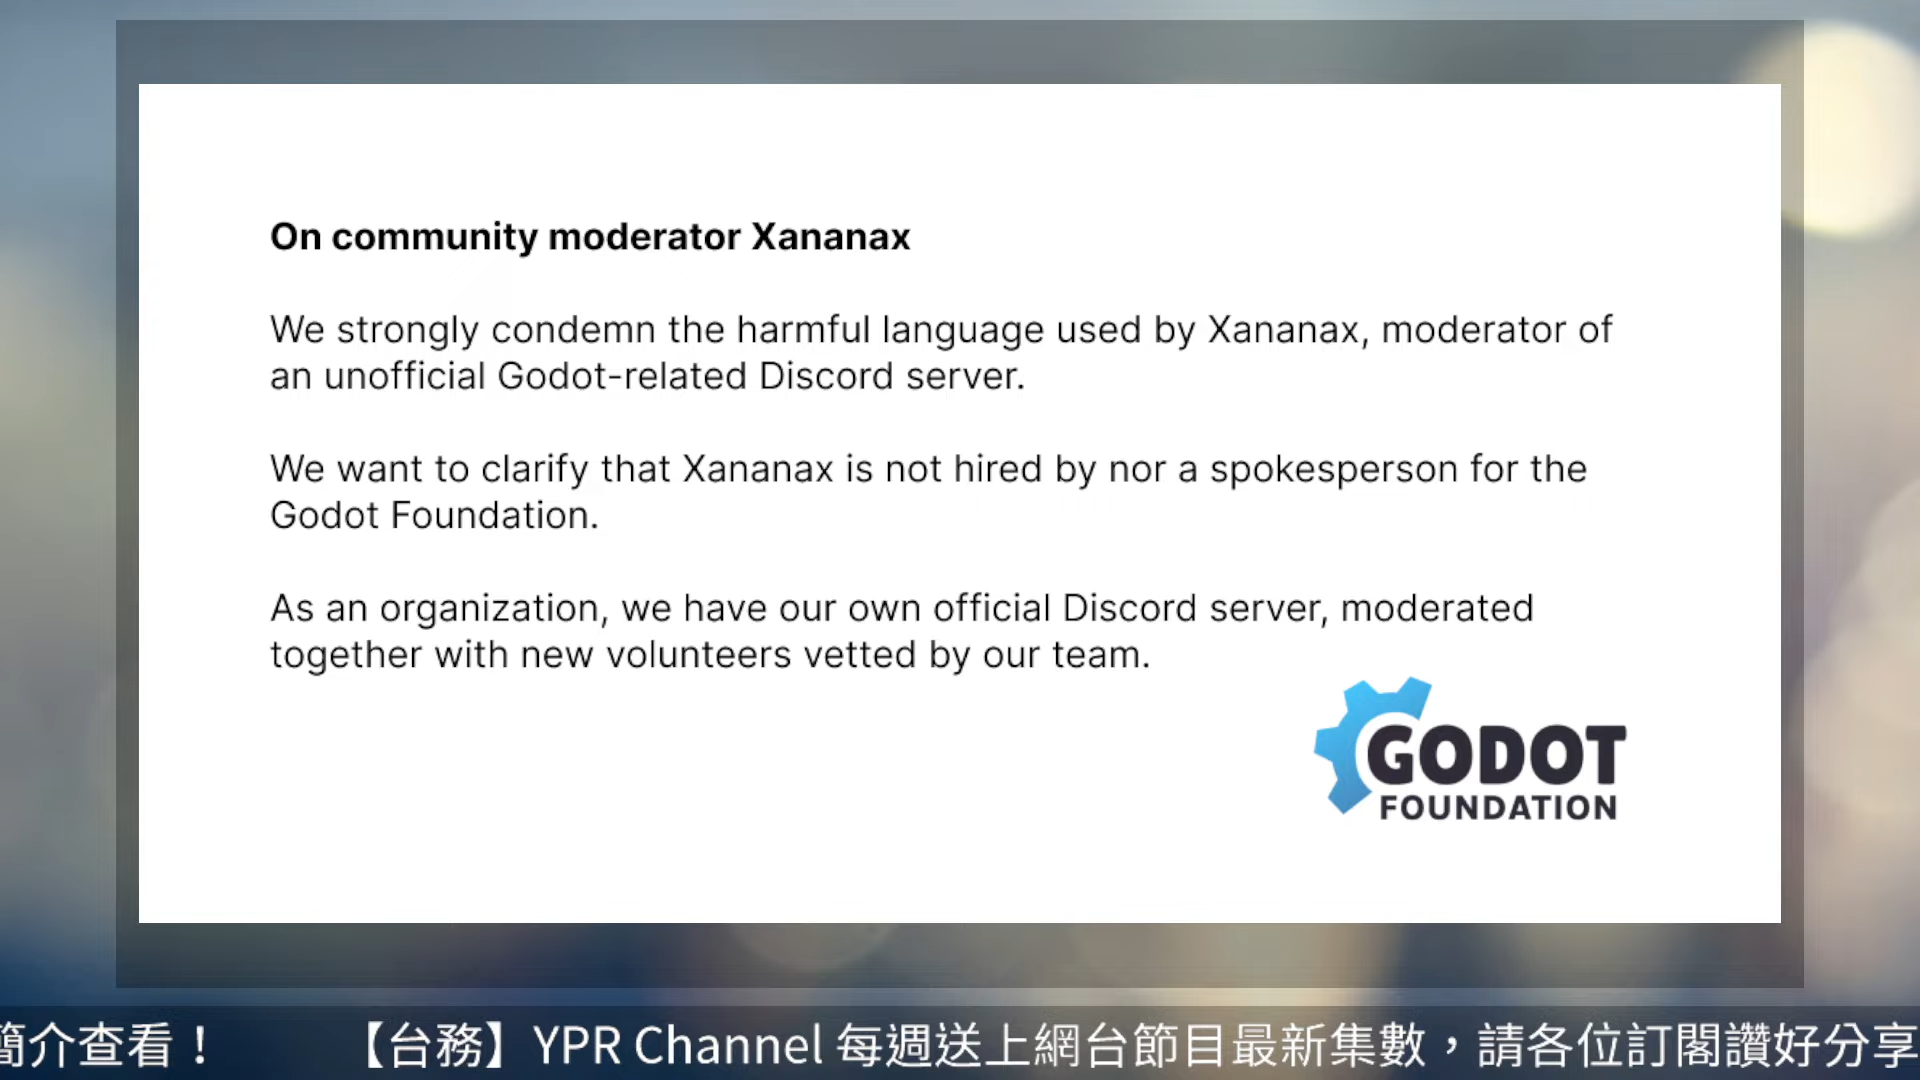 On community moderator Xananax
We strongly condemn the harmful language used by Xananax, moderator of
an unofficial Godot-related Discord server.
We want to clarify that Xananax is not hired by nor a spokesperson for the
Godot Foundation.
As an organization, we have our own official Discord server, moderated
together with new volunteers vetted by our team.
GODOT
FOUNDATION
簡介查看！ 【台務】YPR Channel 每週送上網台節目最新集數，請各位訂閱讚好分享